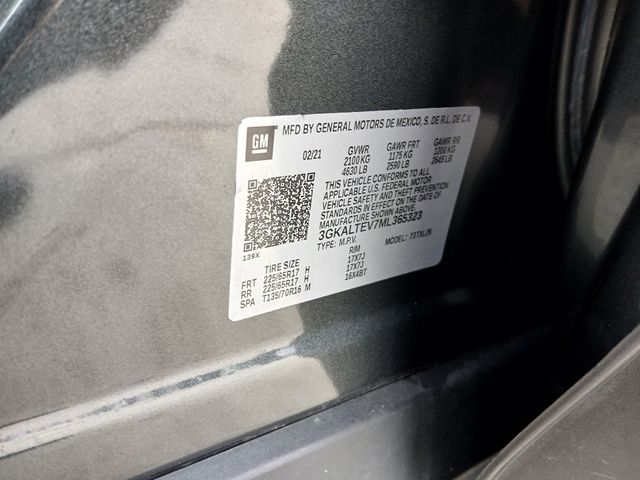 GM
MFD BY GENERAL MOTORS DE MEXICO, S. DE R.L. DE C.V.
02/21 GVWR GAWR FRT GAWR RR
2100 KG 1175 KG 1200 KG
4630 LB 2590 LB 2645 LB
THIS VEHICLE CONFORMS TO ALL
APPLICABLE U.S. FEDERAL MOTOR
VEHICLE SAFETY AND THEFT PREVENTION
STANDARDS IN EFFECT ON THE DATE OF
MANUFACTURE SHOWN ABOVE.
3GKALTEV7ML365323
TYPE: M.P.V. MODEL: 73TXL26
139X
TIRE SIZE RIM
FRT 225/65R17 H 17X7J
RR 225/65R17 H 17X7J
SPA T135/70R16 M 16X4BT